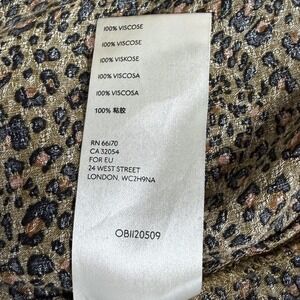 100% VISCOSE
100% VISCOSE
100% VISKOSE
100% VISCOSA
100% VISCOSA
100% 粘胶
RN 66170
CA 32054
FOR EU
24 WEST STREET
LONDON, WC2H9NA
OB1120509